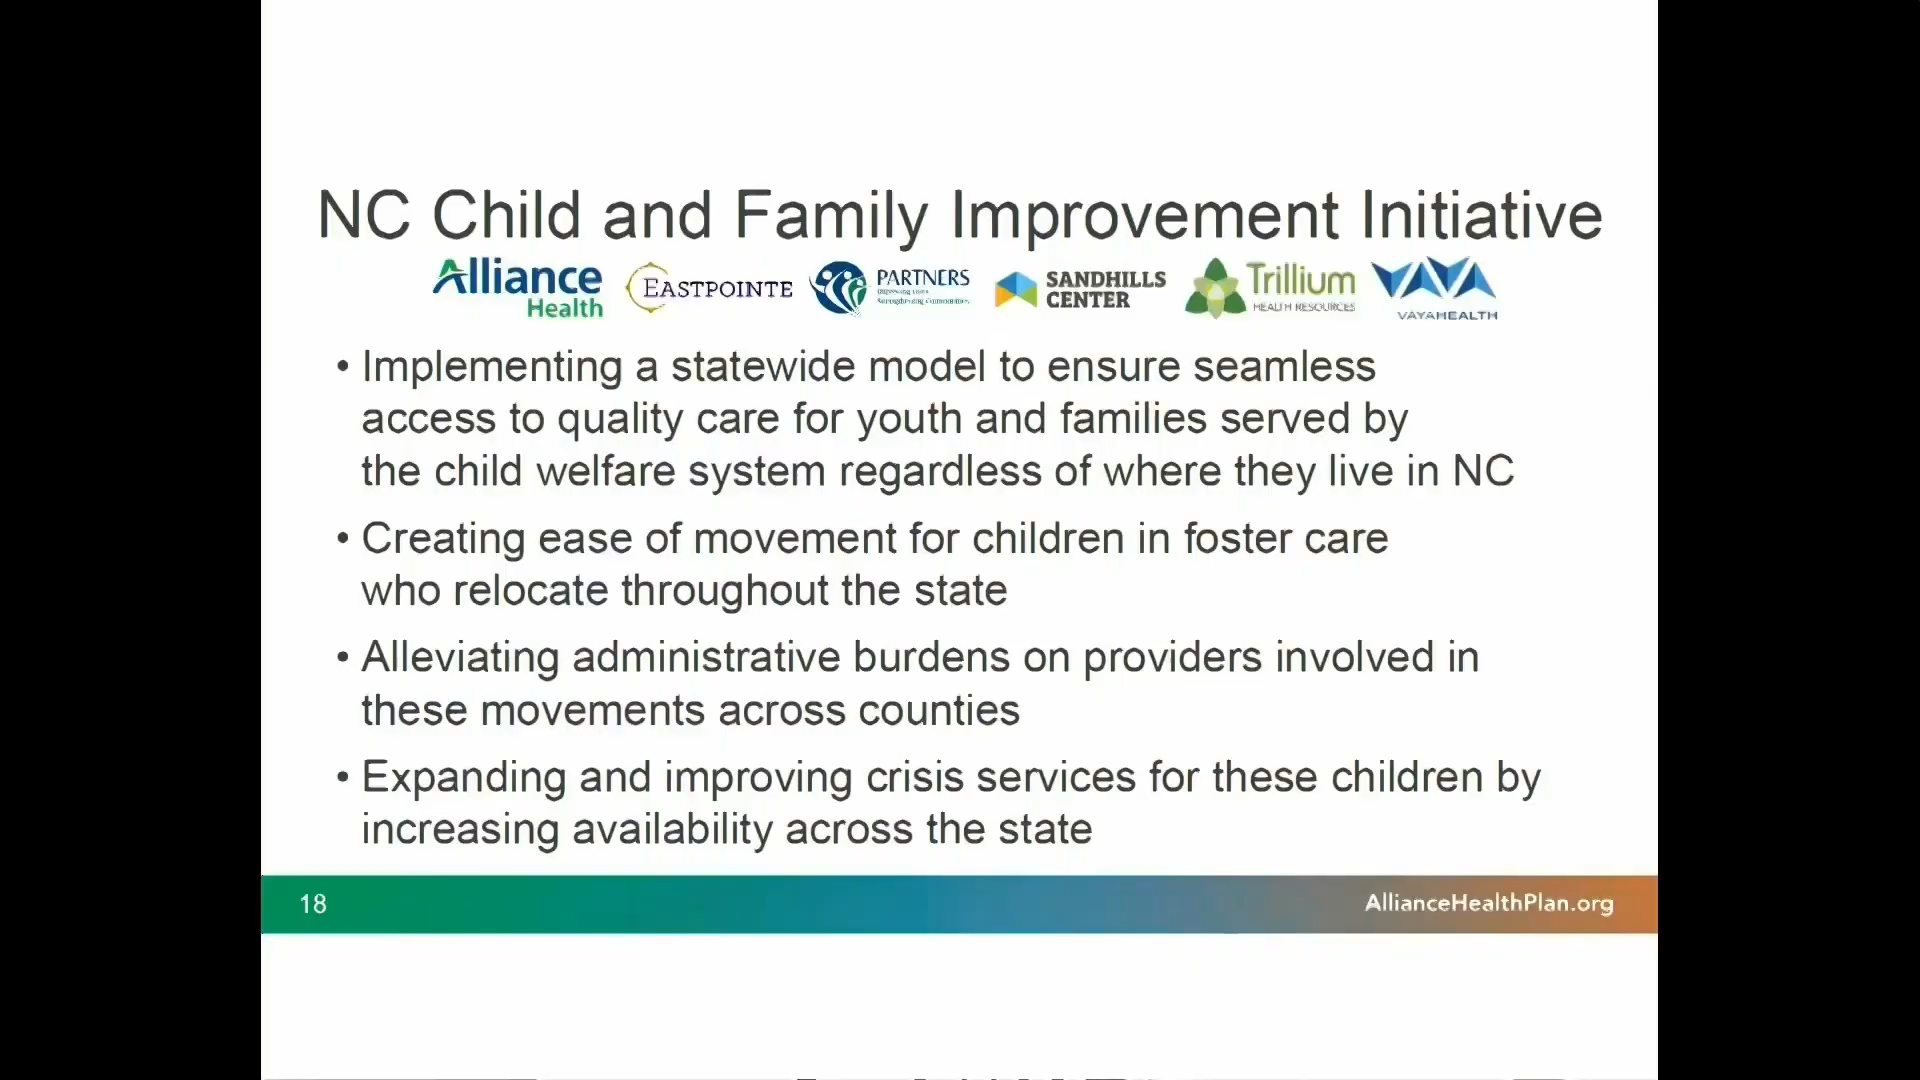 NC Child and Family Improvement Initiative
Alliance Health
EASTPOINTE
PARTNERS
Improving Lives
Strengthening Communities
SANDHILLS CENTER
Trillium
HEALTH RESOURCES
VAYAHEALTH
• Implementing a statewide model to ensure seamless
access to quality care for youth and families served by
the child welfare system regardless of where they live in NC
• Creating ease of movement for children in foster care
who relocate throughout the state
• Alleviating administrative burdens on providers involved in
these movements across counties
• Expanding and improving crisis services for these children by
increasing availability across the state
18
AllianceHealthPlan.org